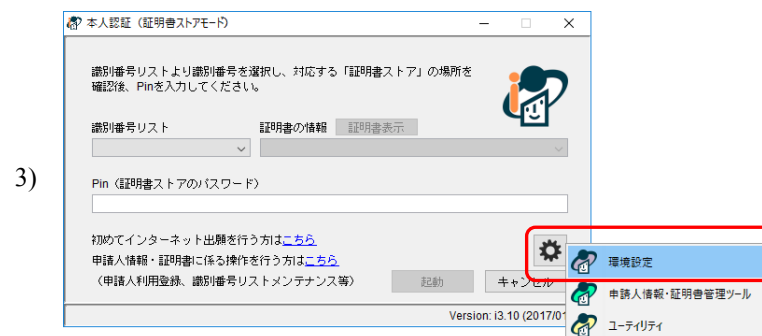 本人認証（証明書ストアモード）
識別番号リストより識別番号を選択し、対応する「証明書ストア」の場所を
確認後、Pinを入力してください。
識別番号リスト 証明書の情報 証明書表示
3)
Pin（証明書ストアのパスワード）
初めてインターネット出願を行う方はこちら
申請人情報・証明書に係る操作を行う方はこちら
（申請人利用登録、識別番号リストメンテナンス等）
起動 キャンセル
環境設定
申請人情報・証明書管理ツール
ユーティリティ
Version: i3.10 (2017/01